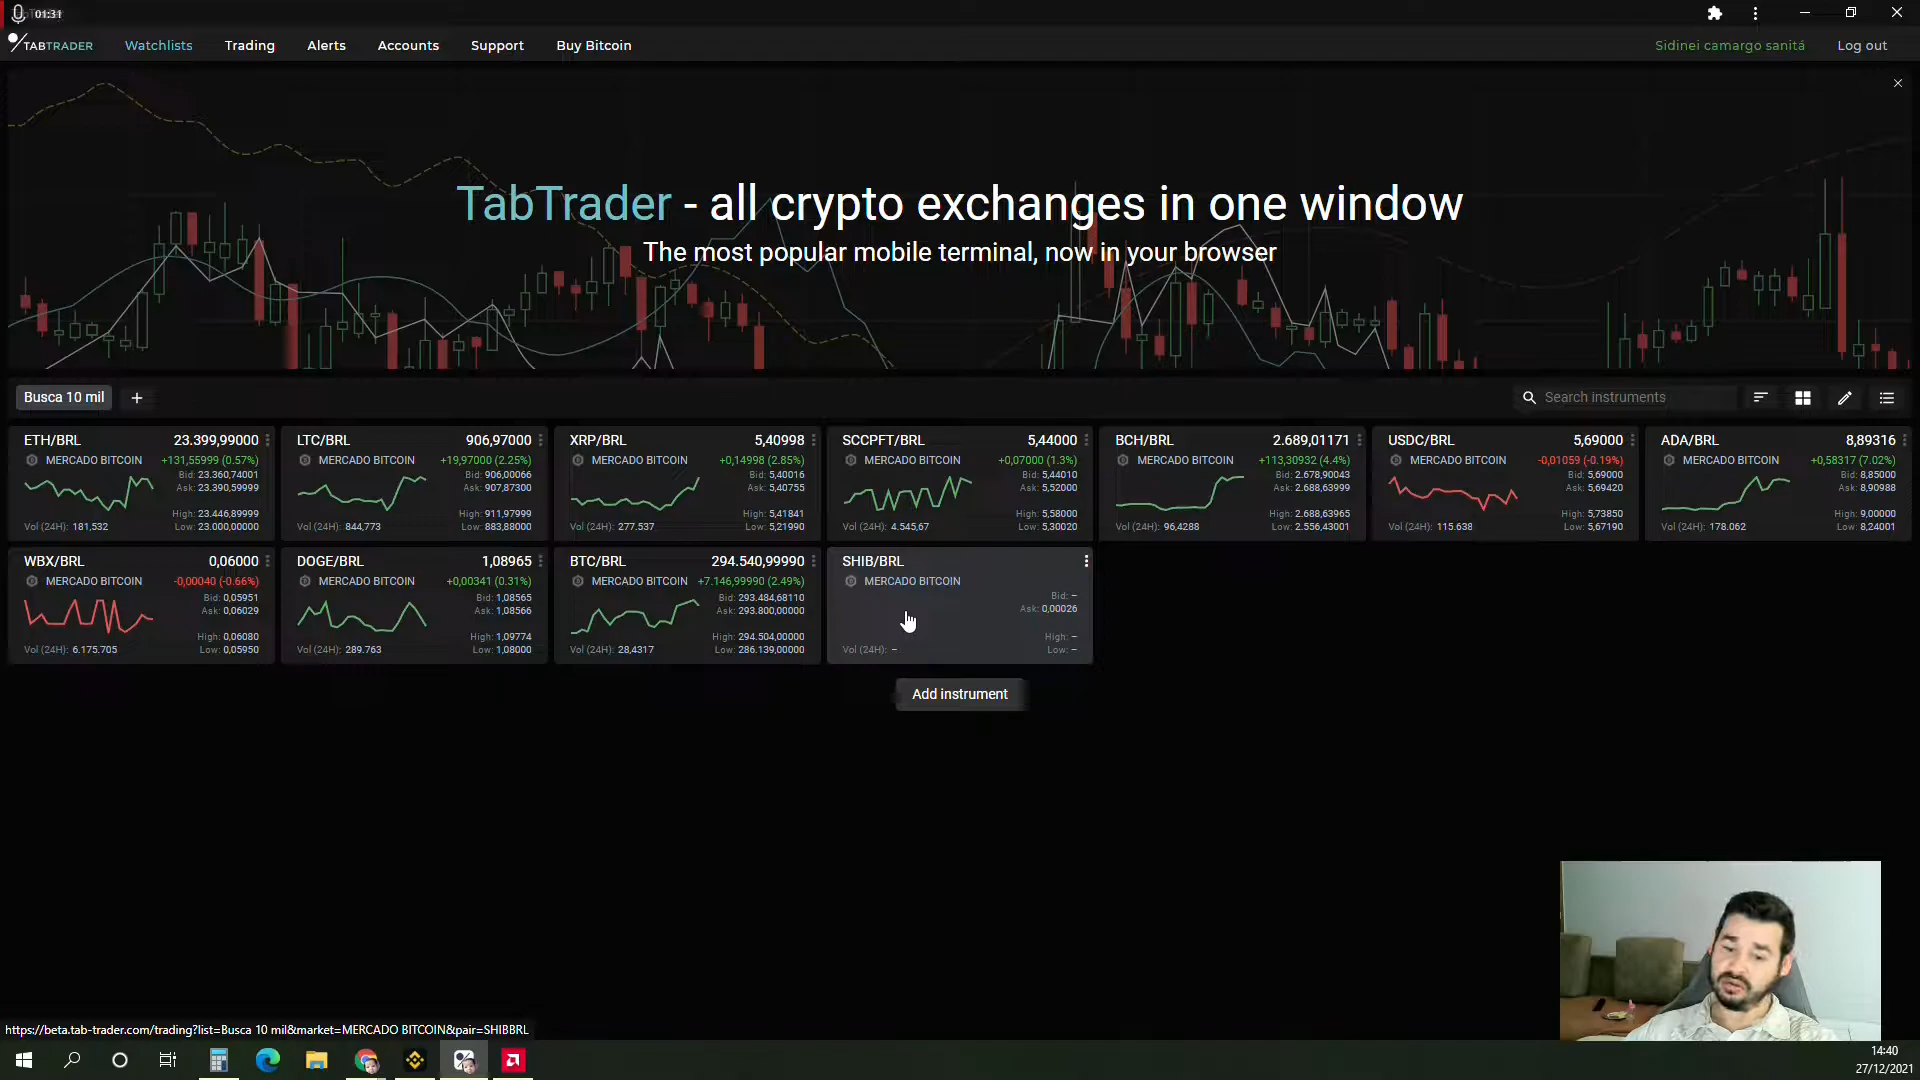 01:31
TABTRADER
Watchlists
Trading
Alerts
Accounts
Support
Buy Bitcoin
Sidinei camargo sanitá
Log out
TabTrader - all crypto exchanges in one window
The most popular mobile terminal, now in your browser
Busca 10 mil
+
Search instruments
ETH/BRL 23.399,99000
MERCADO BITCOIN +131,55999 (0.57%)
Bid: 23.360,74001
Ask: 23.390,59999
High: 23.446,89999
Vol (24H): 181,532 Low: 23.000,00000
LTC/BRL 906,97000
MERCADO BITCOIN +19,97000 (2.25%)
Bid: 906,00066
Ask: 907,87300
High: 911,97999
Vol (24H): 844,773 Low: 883,88000
XRP/BRL 5,40998
MERCADO BITCOIN +0,14998 (2.85%)
Bid: 5,40016
Ask: 5,40755
High: 5,41841
Vol (24H): 277.537 Low: 5,21990
SCCPFT/BRL 5,44000
MERCADO BITCOIN +0,07000 (1.3%)
Bid: 5,44010
Ask: 5,52000
High: 5,58000
Vol (24H): 4.545,67 Low: 5,30020
BCH/BRL 2.689,01171
MERCADO BITCOIN +113,30932 (4.4%)
Bid: 2.678,90043
Ask: 2.688,63999
High: 2.688,63965
Vol (24H): 96,4288 Low: 2.556,43001
USDC/BRL 5,69000
MERCADO BITCOIN -0,01059 (-0.19%)
Bid: 5,69000
Ask: 5,69420
High: 5,73850
Vol (24H): 115.638 Low: 5,67190
ADA/BRL 8,89316
MERCADO BITCOIN +0,58317 (7.02%)
Bid: 8,85000
Ask: 8,90988
High: 9,00000
Vol (24H): 178.062 Low: 8,24001
WBX/BRL 0,06000
MERCADO BITCOIN -0,00040 (-0.66%)
Bid: 0,05951
Ask: 0,06029
High: 0,06080
Vol (24H): 6.175.705 Low: 0,05950
DOGE/BRL 1,08965
MERCADO BITCOIN +0,00341 (0.31%)
Bid: 1,08565
Ask: 1,08566
High: 1,09774
Vol (24H): 289.763 Low: 1,08000
BTC/BRL 294.540,99990
MERCADO BITCOIN +7.146,99990 (2.49%)
Bid: 293.484,68110
Ask: 293.800,00000
High: 294.504,00000
Vol (24H): 28,4317 Low: 286.139,00000
SHIB/BRL
MERCADO BITCOIN
Bid: –
Ask: 0,00026
High: –
Vol (24H): – Low: –
Add instrument
https://beta.tab-trader.com/trading?list=Busca 10 mil&market=MERCADO BITCOIN&pair=SHIBBRL
14:40
27/12/2021